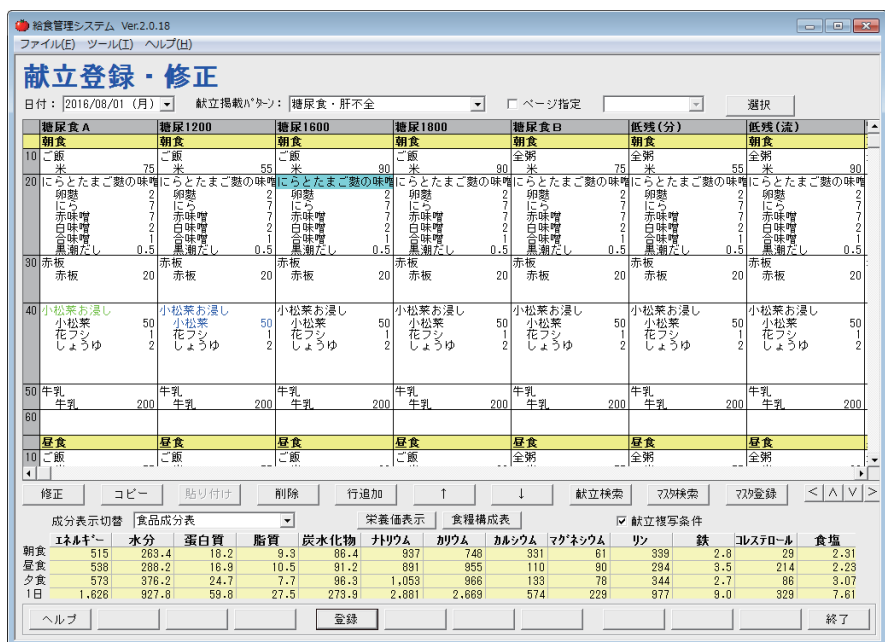 給食管理システム Ver.2.0.18
ファイル(F) ツール(T) ヘルプ(H)
献立登録・修正
日付： 2016/08/01 (月) 献立掲載ﾊﾟﾀｰﾝ： 糖尿食・肝不全 ページ指定 選択
糖尿食A 糖尿1200 糖尿1600 糖尿1800 糖尿食B 低残(分) 低残(流)
朝食 朝食 朝食 朝食 朝食 朝食 朝食
10 ご飯 ご飯 ご飯 ご飯 全粥 全粥 全粥
米 75 米 55 米 90 米 90 米 75 米 55 米 90
20 にらとたまご麩の味噌 にらとたまご麩の味噌 にらとたまご麩の味噌 にらとたまご麩の味噌 にらとたまご麩の味噌 にらとたまご麩の味噌 にらとたまご麩の味噌
卵麩 2 卵麩 2 卵麩 2 卵麩 2 卵麩 2 卵麩 2 卵麩 2
にら 7 にら 7 にら 7 にら 7 にら 7 にら 7 にら 7
赤味噌 7 赤味噌 7 赤味噌 7 赤味噌 7 赤味噌 7 赤味噌 7 赤味噌 7
白味噌 2 白味噌 2 白味噌 2 白味噌 2 白味噌 2 白味噌 2 白味噌 2
合味噌 1 合味噌 1 合味噌 1 合味噌 1 合味噌 1 合味噌 1 合味噌 1
黒潮だし 0.5 黒潮だし 0.5 黒潮だし 0.5 黒潮だし 0.5 黒潮だし 0.5 黒潮だし 0.5 黒潮だし 0.5
30 赤板 赤板 赤板 赤板 赤板 赤板 赤板
赤板 20 赤板 20 赤板 20 赤板 20 赤板 20 赤板 20 赤板 20
40 小松菜お浸し 小松菜お浸し 小松菜お浸し 小松菜お浸し 小松菜お浸し 小松菜お浸し 小松菜お浸し
小松菜 50 小松菜 50 小松菜 50 小松菜 50 小松菜 50 小松菜 50 小松菜 50
花フシ 1 花フシ 1 花フシ 1 花フシ 1 花フシ 1 花フシ 1 花フシ 1
しょうゆ 2 しょうゆ 2 しょうゆ 2 しょうゆ 2 しょうゆ 2 しょうゆ 2 しょうゆ 2
50 牛乳 牛乳 牛乳 牛乳 牛乳 牛乳 牛乳
牛乳 200 牛乳 200 牛乳 200 牛乳 200 牛乳 200 牛乳 200 牛乳 200
60
昼食 昼食 昼食 昼食 昼食 昼食 昼食
10 ご飯 ご飯 ご飯 ご飯 全粥 全粥 全粥
修正 コピー 貼り付け 削除 行追加 ↑ ↓ 献立検索 ﾏｽﾀ検索 ﾏｽﾀ登録 < ∧ ∨ >
成分表示切替 食品成分表 栄養価表示 食糧構成表 献立複写条件
ｴﾈﾙｷﾞｰ 水分 蛋白質 脂質 炭水化物 ﾅﾄﾘｳﾑ ｶﾘｳﾑ ｶﾙｼｳﾑ ﾏｸﾞﾈｼｳﾑ リン 鉄 ｺﾚｽﾃﾛｰﾙ 食塩
朝食 515 263.4 18.2 9.3 86.4 937 748 331 61 339 2.8 29 2.31
昼食 538 288.2 16.9 10.5 91.2 891 955 110 90 294 3.5 214 2.23
夕食 573 376.2 24.7 7.7 96.3 1,053 966 133 78 344 2.7 86 3.07
1日 1,626 927.8 59.8 27.5 273.9 2,881 2,669 574 229 977 9.0 329 7.61
ヘルプ 登録 終了